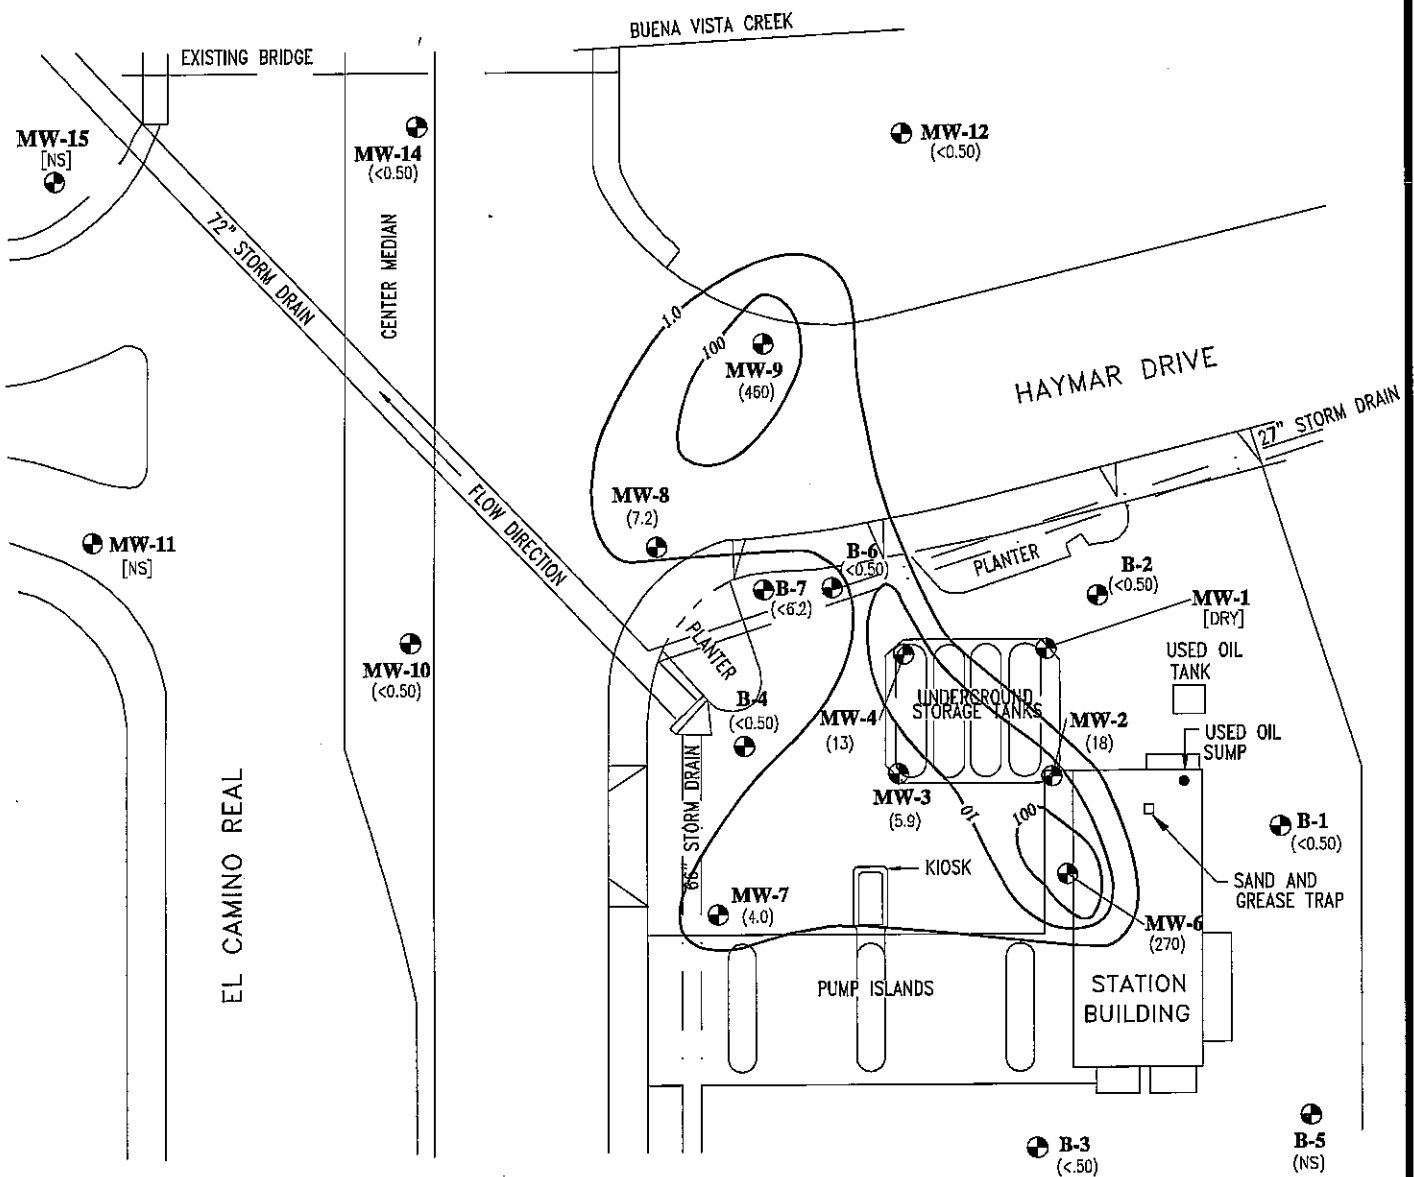 BUENA VISTA CREEK
EXISTING BRIDGE
MW-15
[NS]
MW-14
(<0.50)
MW-12
(<0.50)
72" STORM DRAIN
CENTER MEDIAN
1.0
100
MW-9
(460)
HAYMAR DRIVE
27" STORM DRAIN
FLOW DIRECTION
MW-8
(7.2)
MW-11
[NS]
B-6
(<0.50)
PLANTER
B-2
(<0.50)
B-7
(<6.2)
MW-1
[DRY]
PLANTER
MW-10
(<0.50)
USED OIL
TANK
B-4
(<0.50)
UNDERGROUND
STORAGE TANKS
MW-4
(13)
MW-2
(18)
USED OIL
SUMP
MW-3
(5.9)
10
100
66" STORM DRAIN
EL CAMINO REAL
B-1
(<0.50)
KIOSK
SAND AND
GREASE TRAP
MW-7
(4.0)
MW-6
(270)
PUMP ISLANDS
STATION
BUILDING
B-3
(<.50)
B-5
(NS)